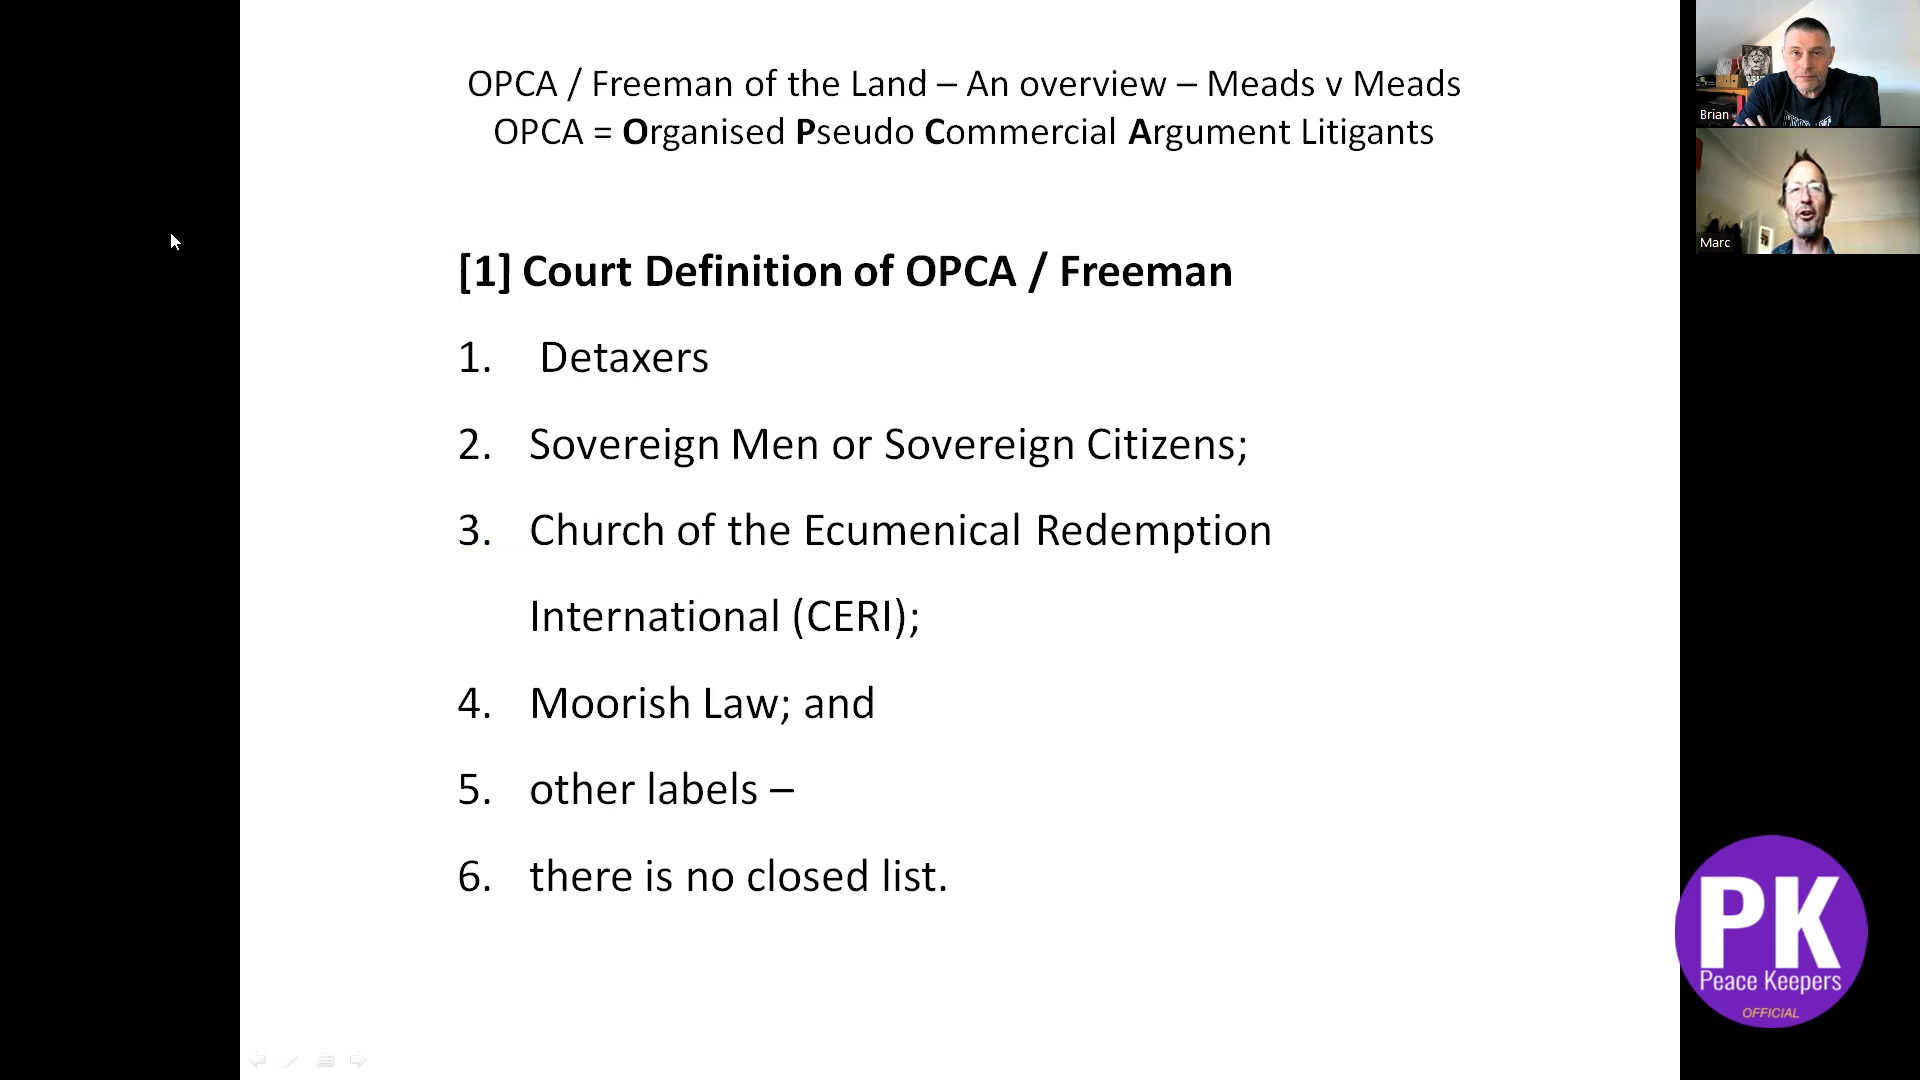 OPCA / Freeman of the Land – An overview – Meads v Meads
OPCA = Organised Pseudo Commercial Argument Litigants
[1] Court Definition of OPCA / Freeman
1. Detaxers
2. Sovereign Men or Sovereign Citizens;
3. Church of the Ecumenical Redemption
International (CERI);
4. Moorish Law; and
5. other labels –
6. there is no closed list.
Brian
Marc
PK
Peace Keepers
OFFICIAL